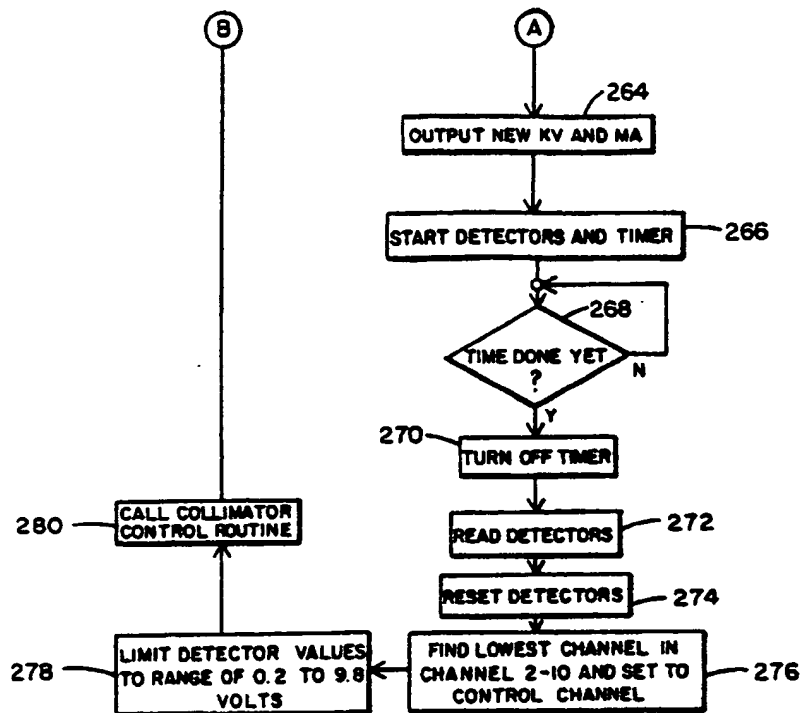 B
A
264
OUTPUT NEW KV AND MA
START DETECTORS AND TIMER
266
268
TIME DONE YET
?
N
Y
270
TURN OFF TIMER
READ DETECTORS
272
RESET DETECTORS
274
FIND LOWEST CHANNEL IN
CHANNEL 2-10 AND SET TO
CONTROL CHANNEL
276
278
LIMIT DETECTOR VALUES
TO RANGE OF 0.2 TO 9.8
VOLTS
280
CALL COLLIMATOR
CONTROL ROUTINE